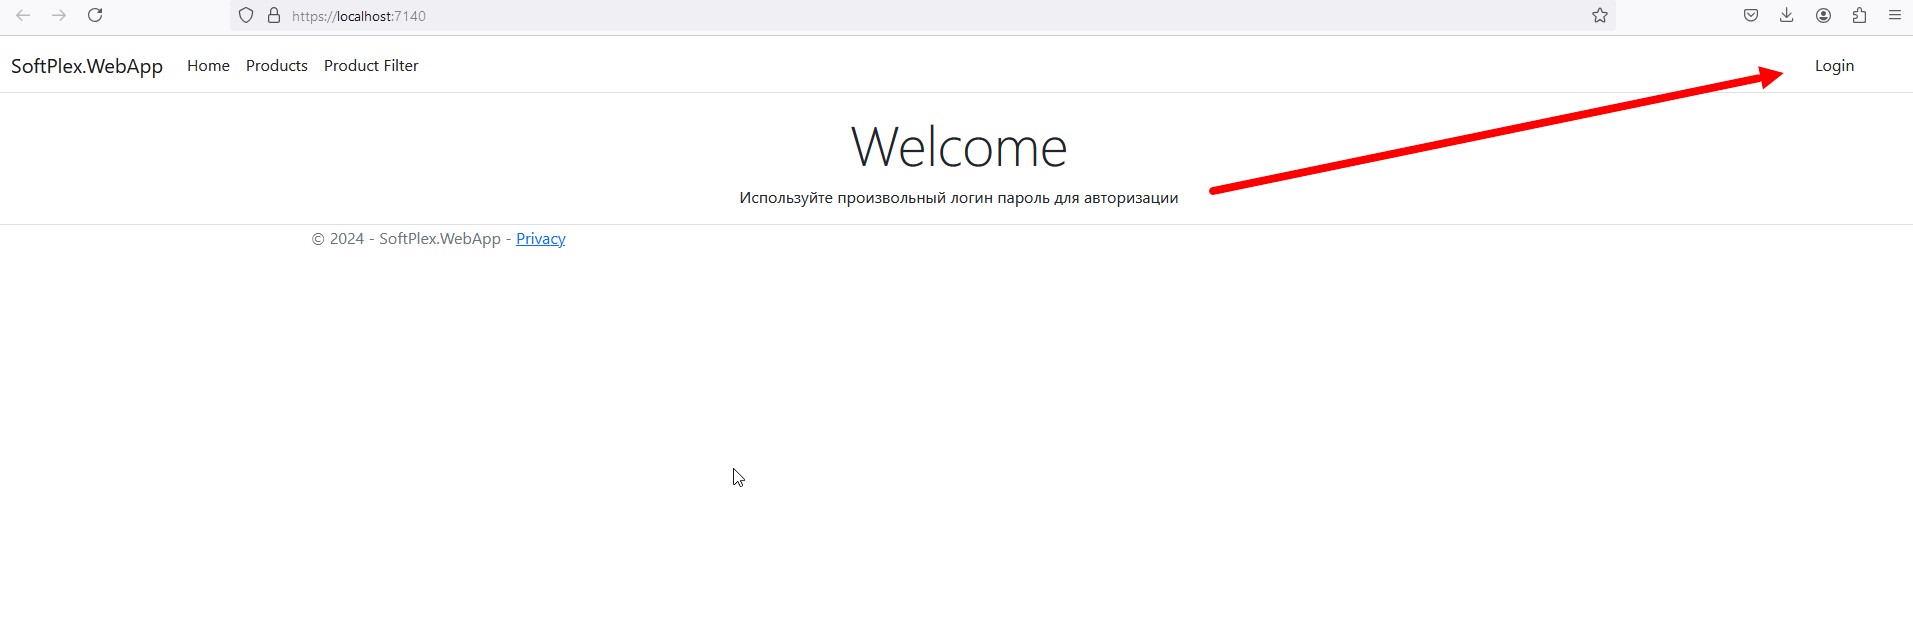 https://localhost:7140
SoftPlex.WebApp Home Products Product Filter Login
Welcome
Используйте произвольный логин пароль для авторизации
© 2024 - SoftPlex.WebApp - Privacy